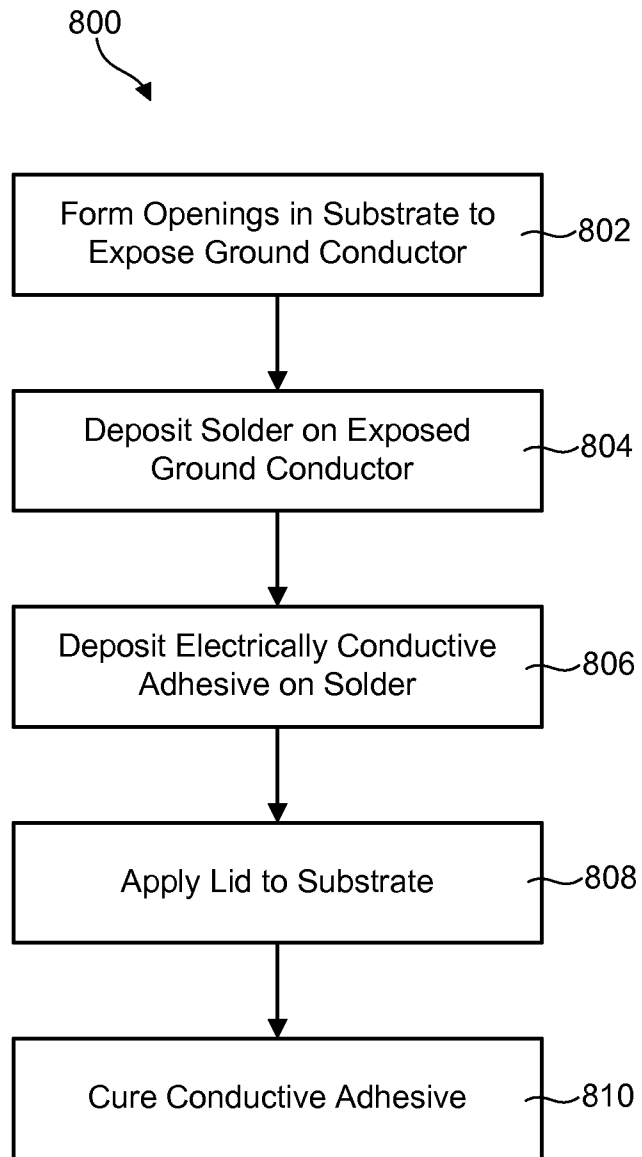 800
Form Openings in Substrate to
Expose Ground Conductor
802
Deposit Solder on Exposed
Ground Conductor
804
Deposit Electrically Conductive
Adhesive on Solder
806
Apply Lid to Substrate
808
Cure Conductive Adhesive
810